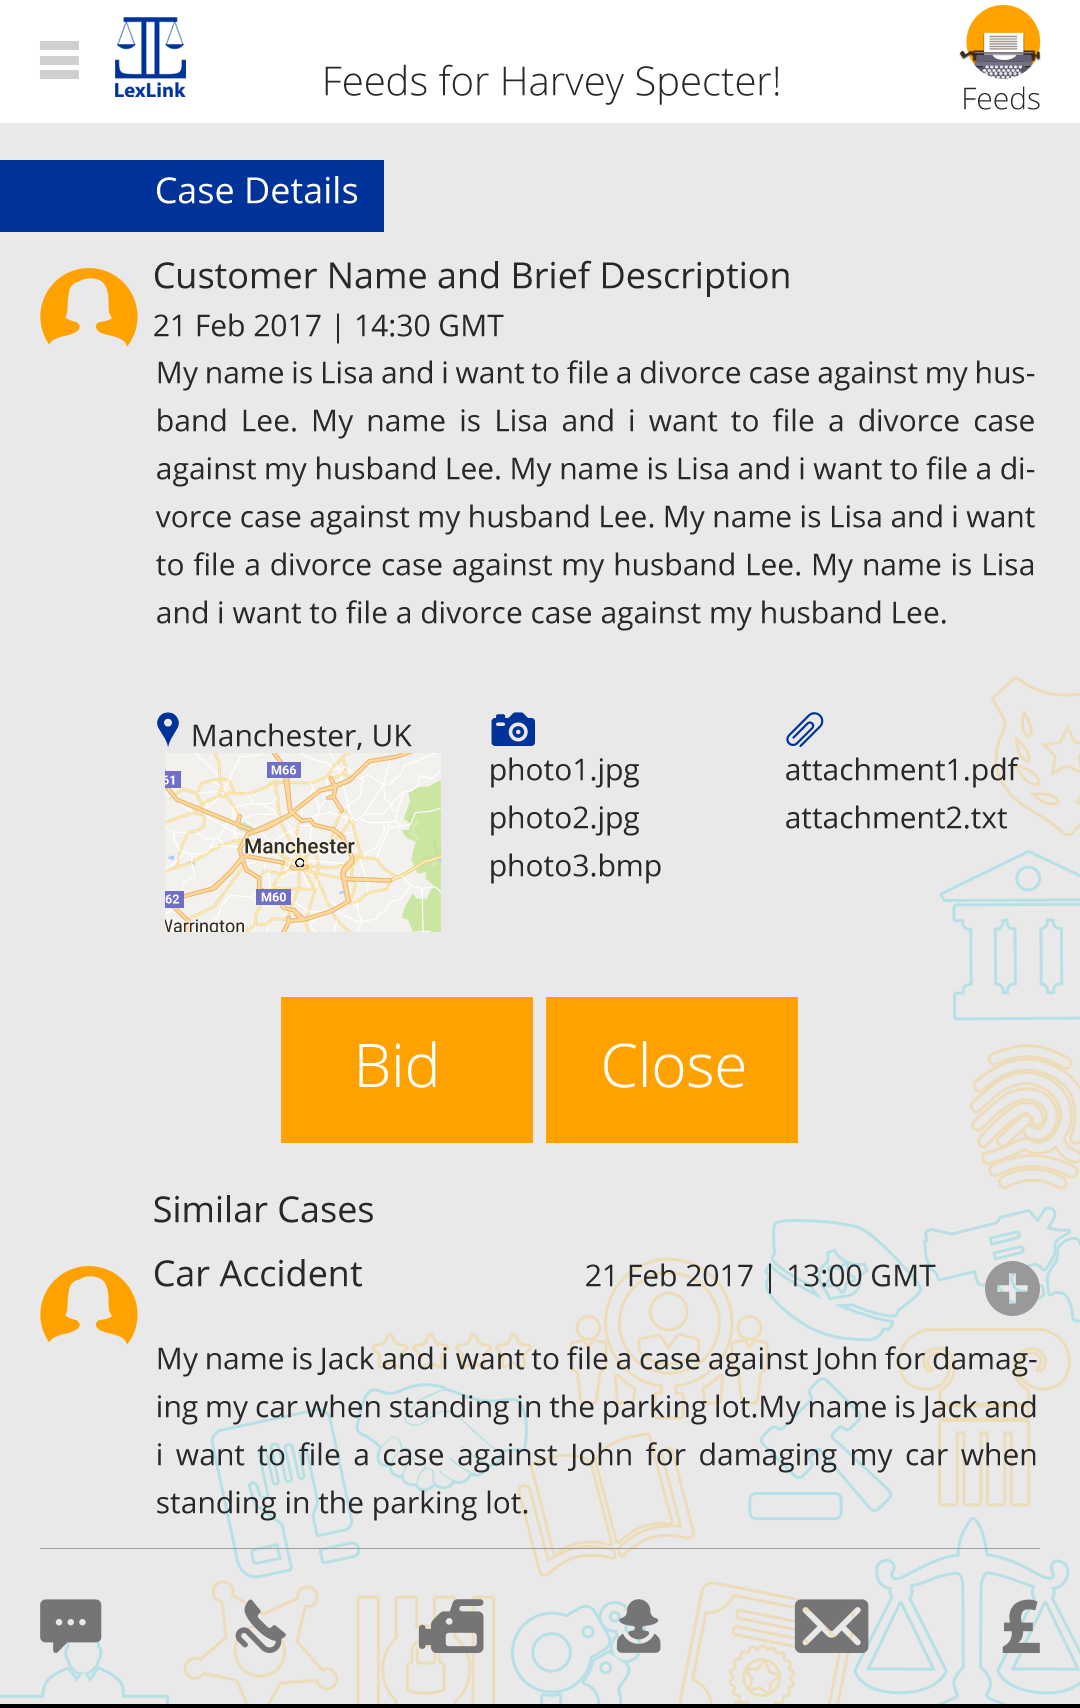 LexLink
Feeds for Harvey Specter!
Feeds
Case Details
Customer Name and Brief Description
21 Feb 2017 | 14:30 GMT
My name is Lisa and i want to file a divorce case against my hus-
band Lee. My name is Lisa and i want to file a divorce case
against my husband Lee. My name is Lisa and i want to file a di-
vorce case against my husband Lee. My name is Lisa and i want
to file a divorce case against my husband Lee. My name is Lisa
and i want to file a divorce case against my husband Lee.
Manchester, UK
M66
61
Manchester
62
M60
Warrington
photo1.jpg
photo2.jpg
photo3.bmp
attachment1.pdf
attachment2.txt
Bid
Close
Similar Cases
Car Accident
21 Feb 2017 | 13:00 GMT
My name is Jack and i want to file a case against John for damag-
ing my car when standing in the parking lot.My name is Jack and
i want to file a case against John for damaging my car when
standing in the parking lot.
£